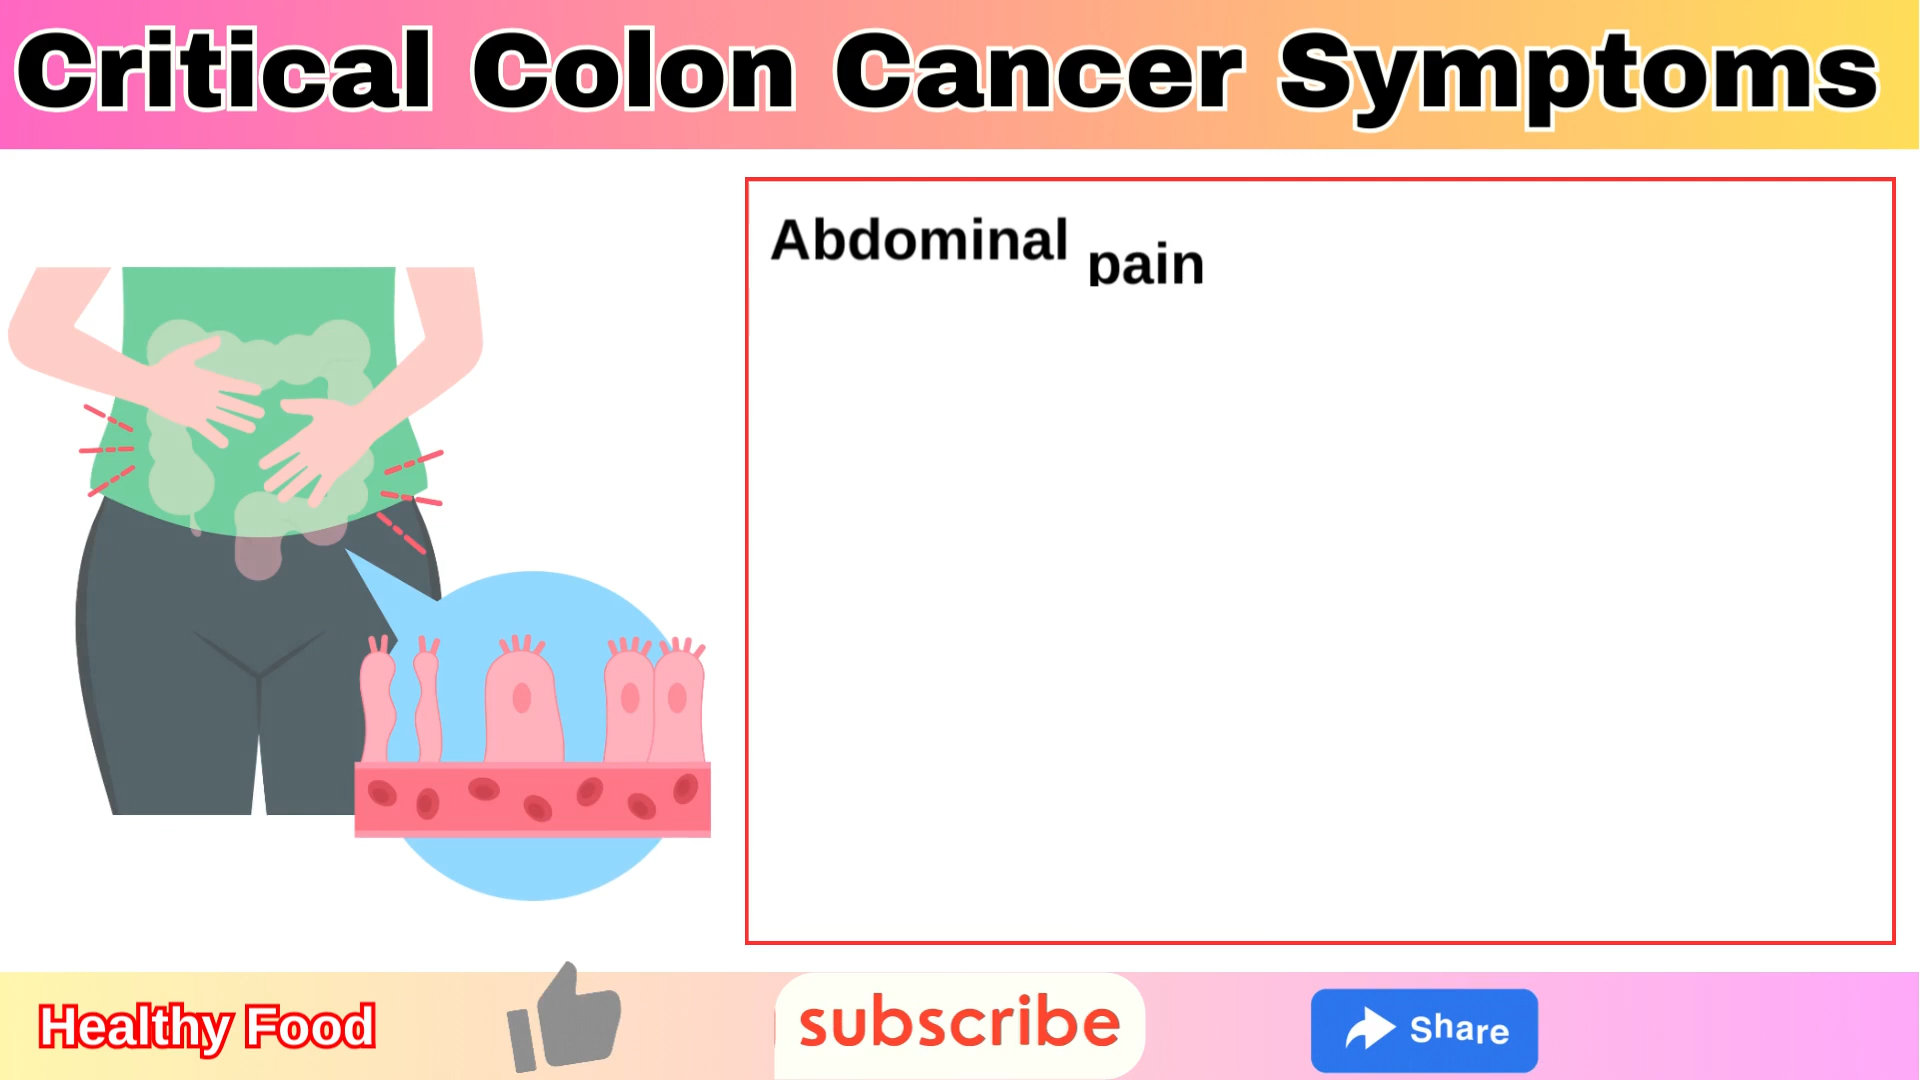 Critical Colon Cancer Symptoms
Abdominal pain
Healthy Food
subscribe
Share